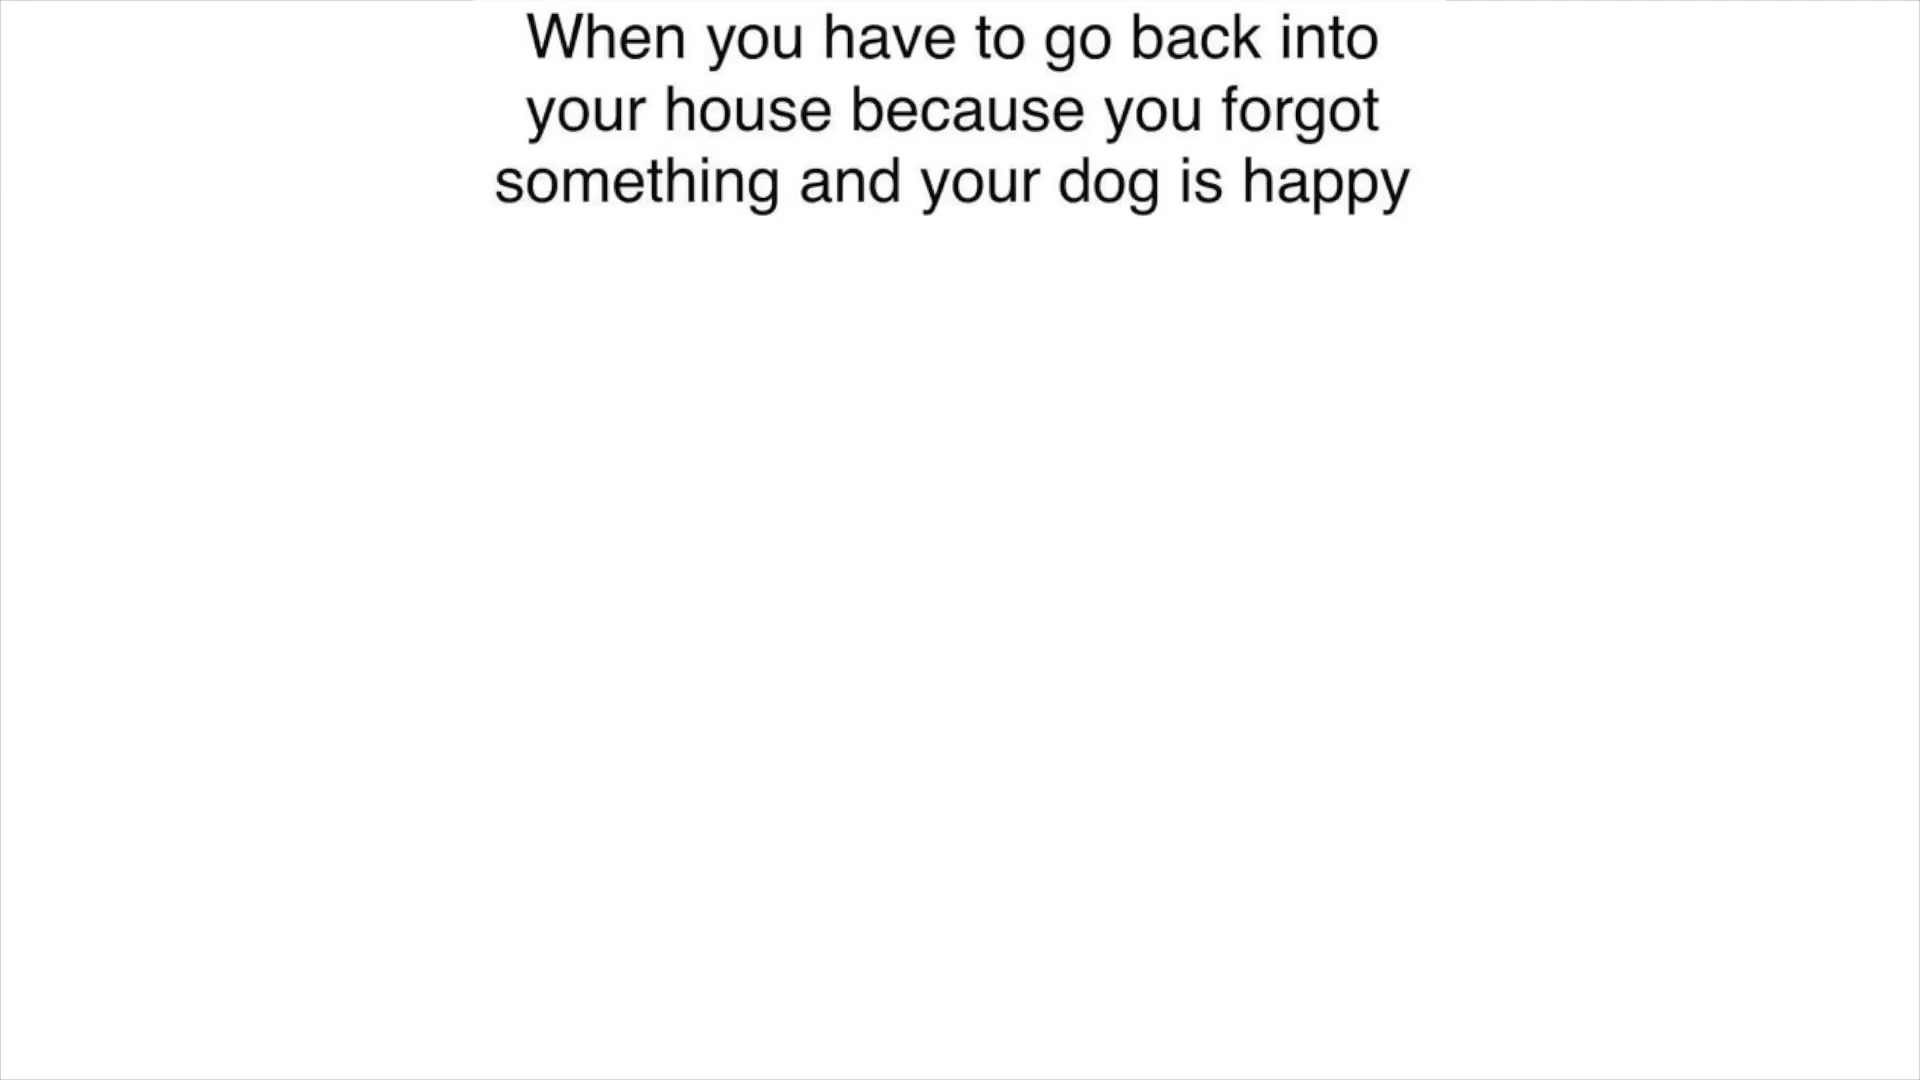 When you have to go back into
your house because you forgot
something and your dog is happy